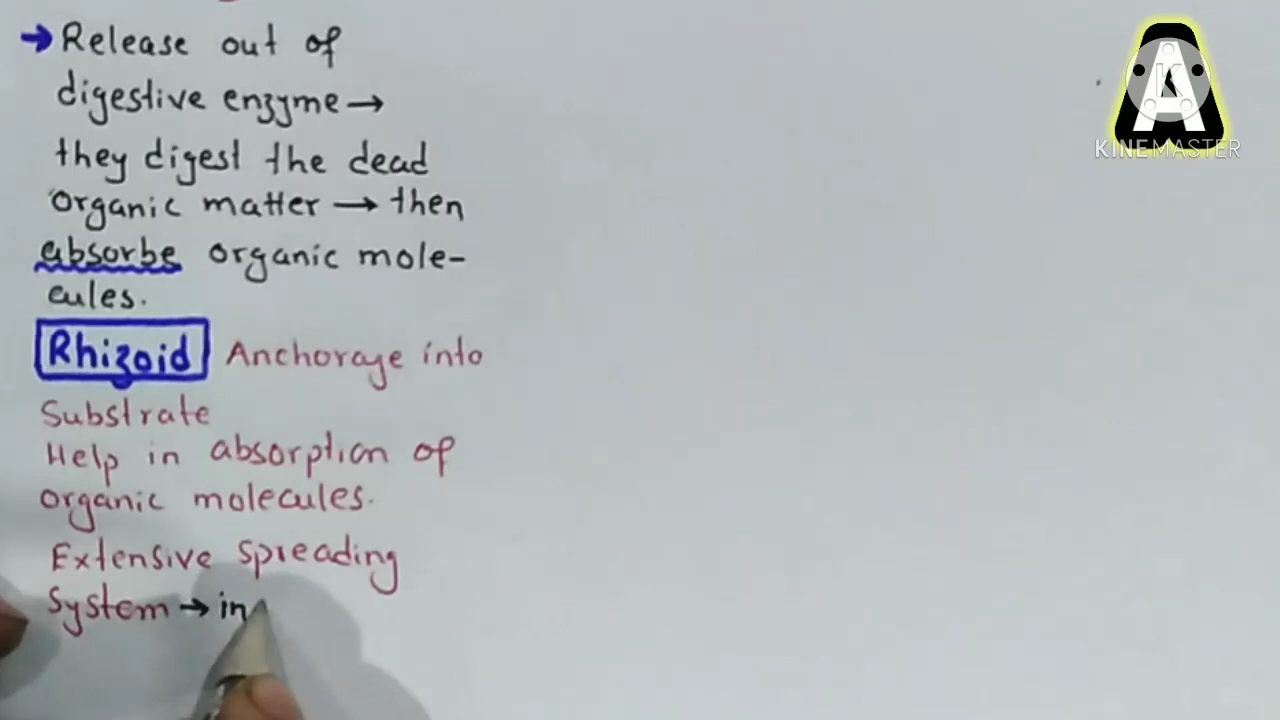 → Release out of
digestive enzyme →
they digest the dead
organic matter → then
absorbe organic mole-
cules.
Rhizoid Anchorage into
Substrate
Help in absorption of
organic molecules.
Extensive spreading
System → in
A
K
KINEMASTER